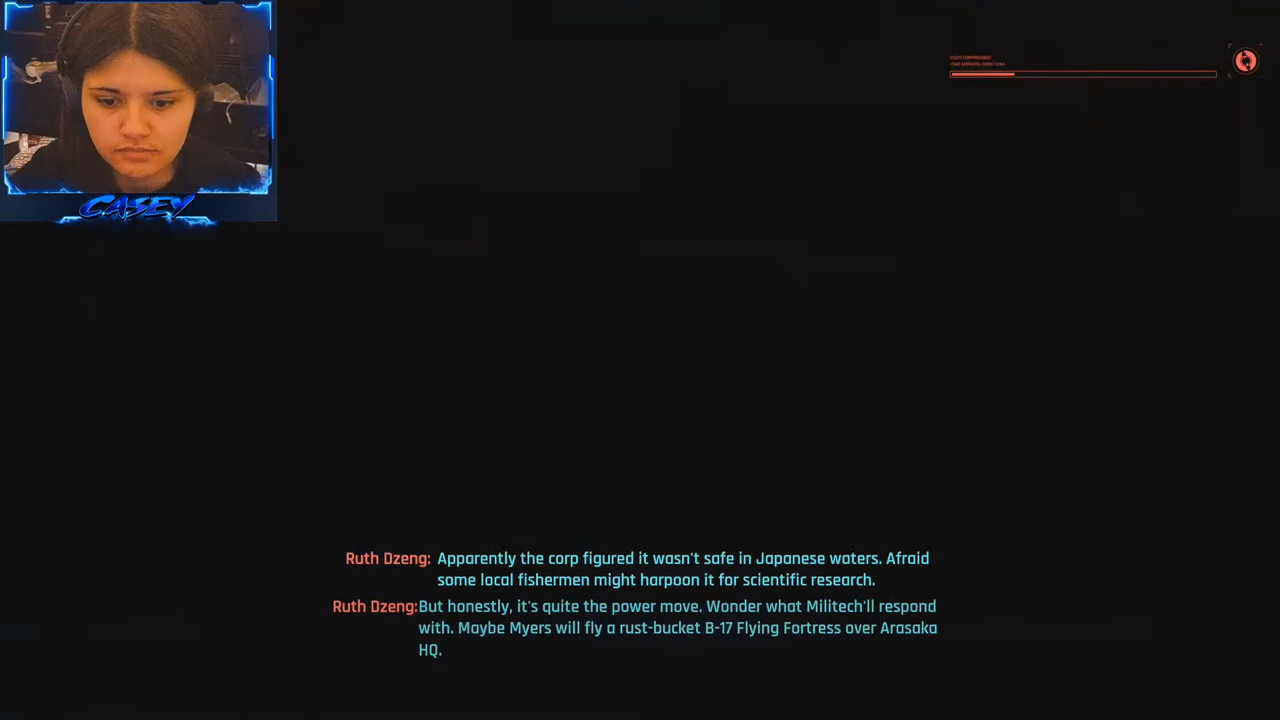 CASEY
Ruth Dzeng: Apparently the corp figured it wasn't safe in Japanese waters. Afraid
some local fishermen might harpoon it for scientific research.
Ruth Dzeng:But honestly, it's quite the power move. Wonder what Militech'll respond
with. Maybe Myers will fly a rust-bucket B-17 Flying Fortress over Arasaka
HQ.